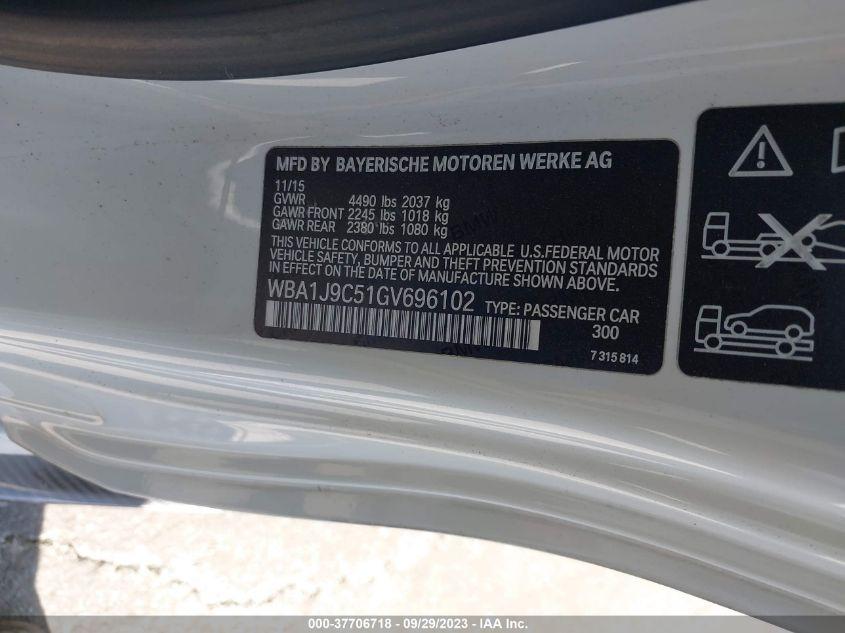 MFD BY BAYERISCHE MOTOREN WERKE AG
11/15
GVWR 4490 lbs 2037 kg
GAWR FRONT 2245 lbs 1018 kg
GAWR REAR 2380 lbs 1080 kg
THIS VEHICLE CONFORMS TO ALL APPLICABLE U.S.FEDERAL MOTOR
VEHICLE SAFETY, BUMPER AND THEFT PREVENTION STANDARDS
IN EFFECT ON THE DATE OF MANUFACTURE SHOWN ABOVE.
WBA1J9C51GV696102 TYPE: PASSENGER CAR
300
7 315 814
000-37706718 - 09/29/2023 - IAA Inc.